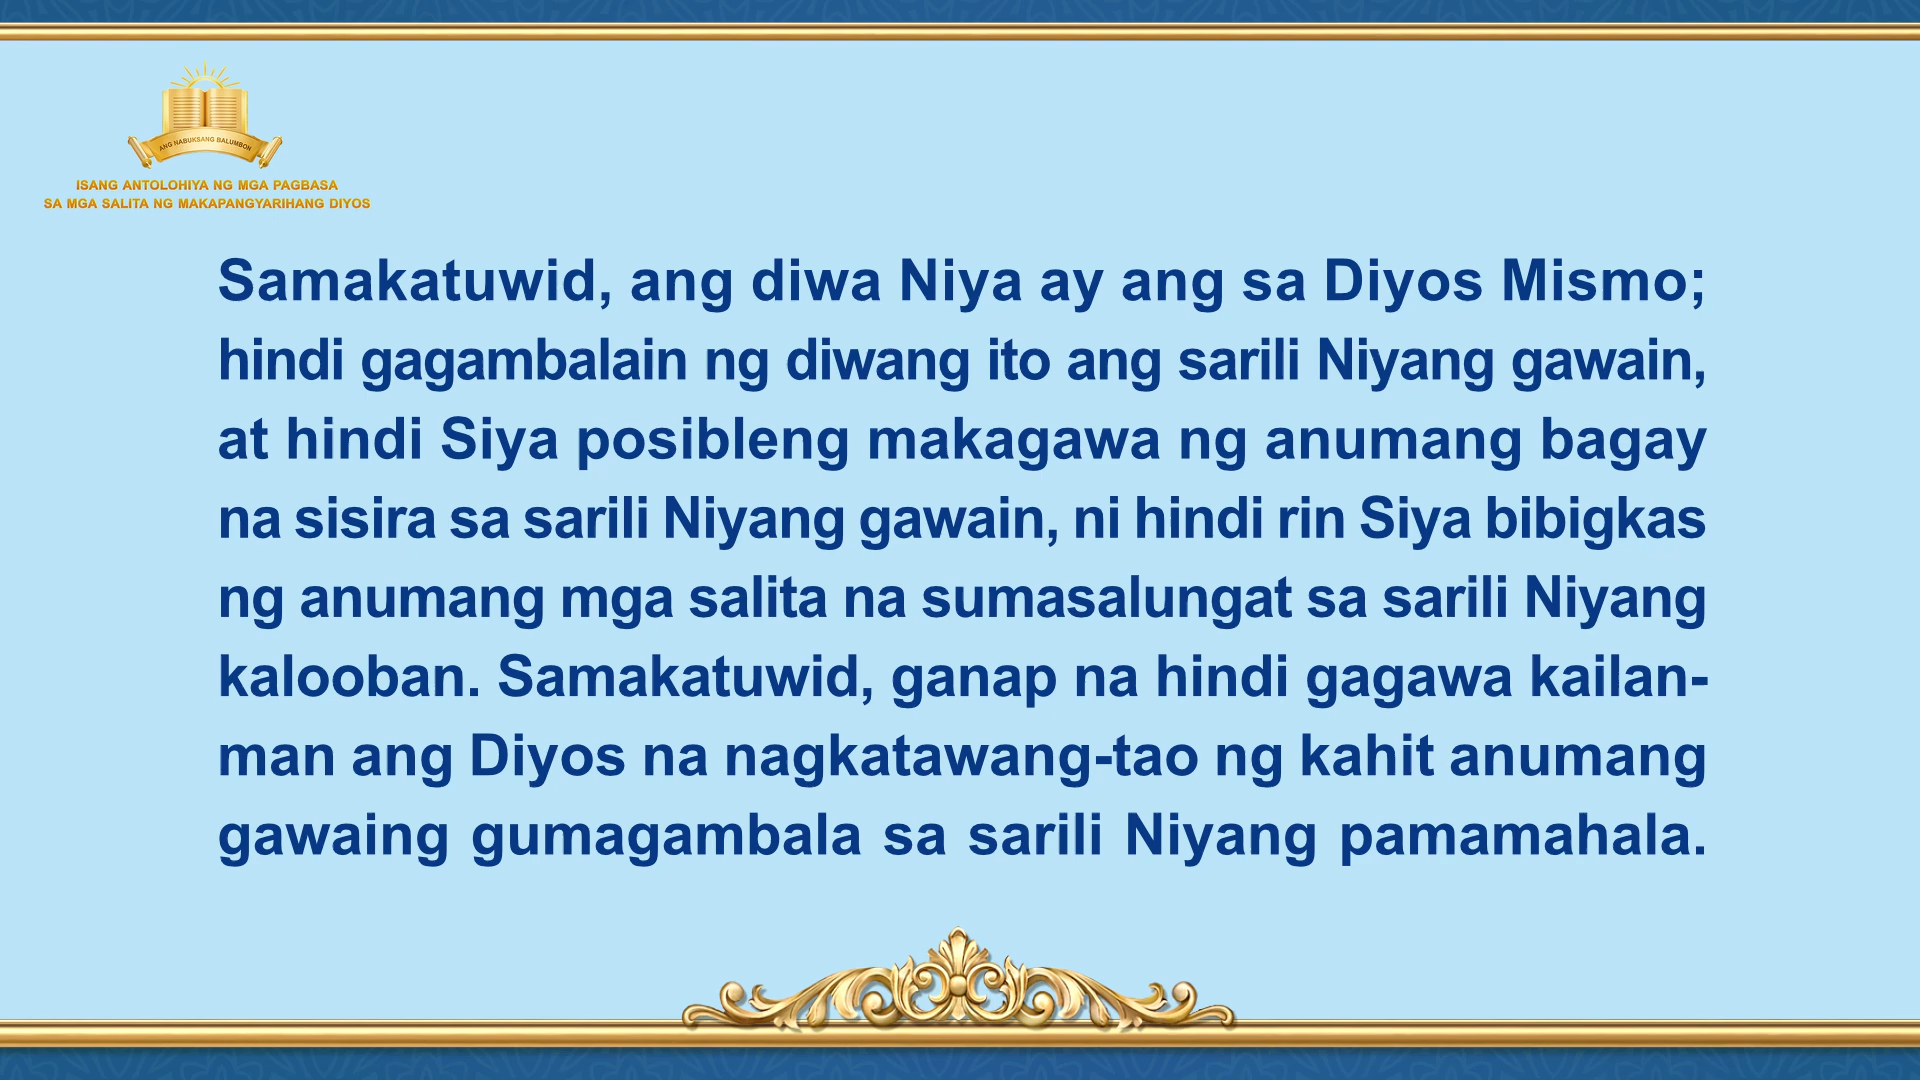 ANG NABUKSANG BALUMBON
ISANG ANTOLOHIYA NG MGA PAGBASA
SA MGA SALITA NG MAKAPANGYARIHANG DIYOS
Samakatuwid, ang diwa Niya ay ang sa Diyos Mismo;
hindi gagambalain ng diwang ito ang sarili Niyang gawain,
at hindi Siya posibleng makagawa ng anumang bagay
na sisira sa sarili Niyang gawain, ni hindi rin Siya bibigkas
ng anumang mga salita na sumasalungat sa sarili Niyang
kalooban. Samakatuwid, ganap na hindi gagawa kailan-
man ang Diyos na nagkatawang-tao ng kahit anumang
gawaing gumagambala sa sarili Niyang pamamahala.